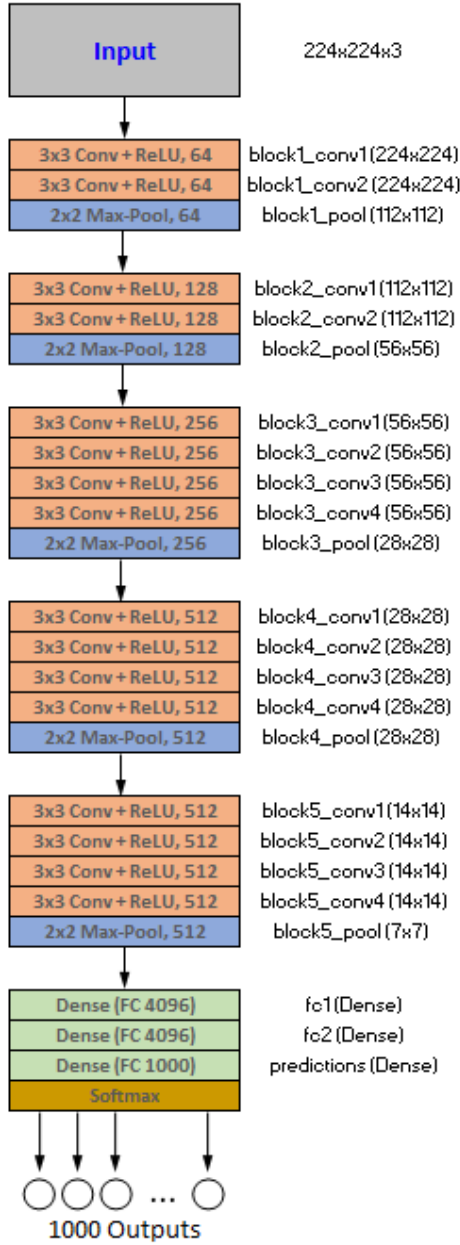 Input 224x224x3
3x3 Conv + ReLU, 64 block1_conv1 (224x224)
3x3 Conv + ReLU, 64 block1_conv2 (224x224)
2x2 Max-Pool, 64 block1_pool (112x112)
3x3 Conv + ReLU, 128 block2_conv1 (112x112)
3x3 Conv + ReLU, 128 block2_conv2 (112x112)
2x2 Max-Pool, 128 block2_pool (56x56)
3x3 Conv + ReLU, 256 block3_conv1 (56x56)
3x3 Conv + ReLU, 256 block3_conv2 (56x56)
3x3 Conv + ReLU, 256 block3_conv3 (56x56)
3x3 Conv + ReLU, 256 block3_conv4 (56x56)
2x2 Max-Pool, 256 block3_pool (28x28)
3x3 Conv + ReLU, 512 block4_conv1 (28x28)
3x3 Conv + ReLU, 512 block4_conv2 (28x28)
3x3 Conv + ReLU, 512 block4_conv3 (28x28)
3x3 Conv + ReLU, 512 block4_conv4 (28x28)
2x2 Max-Pool, 512 block4_pool (28x28)
3x3 Conv + ReLU, 512 block5_conv1 (14x14)
3x3 Conv + ReLU, 512 block5_conv2 (14x14)
3x3 Conv + ReLU, 512 block5_conv3 (14x14)
3x3 Conv + ReLU, 512 block5_conv4 (14x14)
2x2 Max-Pool, 512 block5_pool (7x7)
Dense (FC 4096) fc1 (Dense)
Dense (FC 4096) fc2 (Dense)
Dense (FC 1000) predictions (Dense)
Softmax
...
1000 Outputs